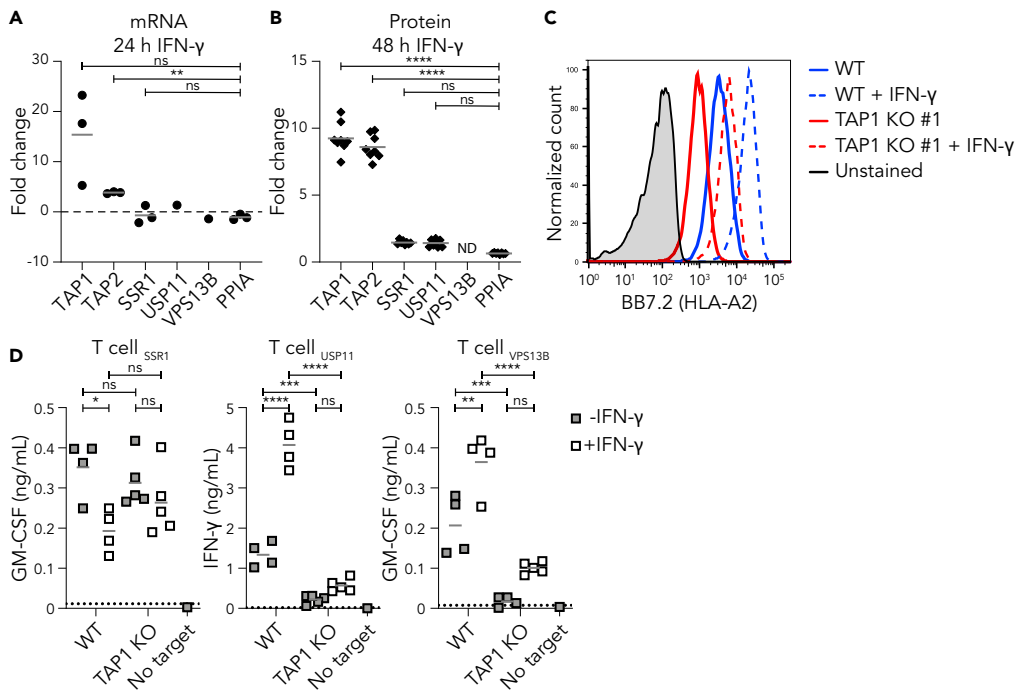 A
mRNA
24 h IFN-γ
ns
**
ns
Fold change
30
20
10
0
-10
TAP1
TAP2
SSR1
USP11
VPS13B
PPIA
B
Protein
48 h IFN-γ
****
****
ns
ns
Fold change
15
10
5
0
ND
TAP1
TAP2
SSR1
USP11
VPS13B
PPIA
C
Normalized count
100
80
60
40
20
0
10⁰ 10¹ 10² 10³ 10⁴ 10⁵
BB7.2 (HLA-A2)
WT
WT + IFN-γ
TAP1 KO #1
TAP1 KO #1 + IFN-γ
Unstained
D
T cell SSR1
ns
ns
* ns
GM-CSF (ng/mL)
0.5
0.4
0.3
0.2
0.1
0
WT
TAP1 KO
No target
T cell USP11
****
***
**** ns
IFN-γ (ng/mL)
5
4
3
2
1
0
WT
TAP1 KO
No target
T cell VPS13B
****
***
** ns
GM-CSF (ng/mL)
0.5
0.4
0.3
0.2
0.1
0
WT
TAP1 KO
No target
-IFN-γ
+IFN-γ